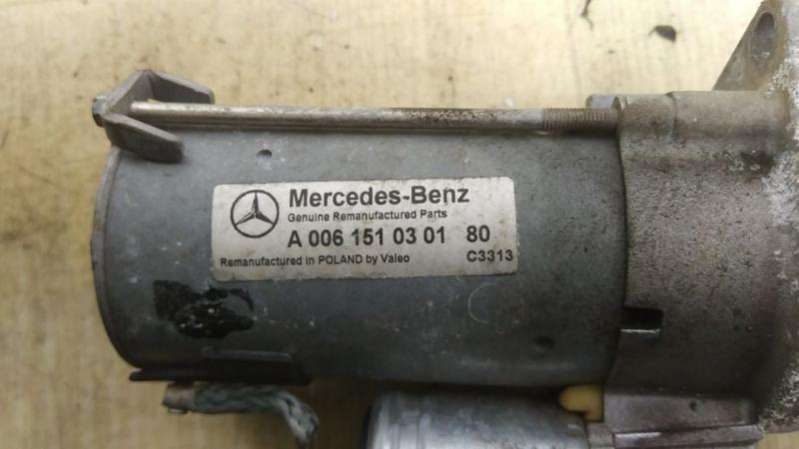 Mercedes-Benz
Genuine Remanufactured Parts
A 006 151 03 01 80
Remanufactured in POLAND by Valeo C3313